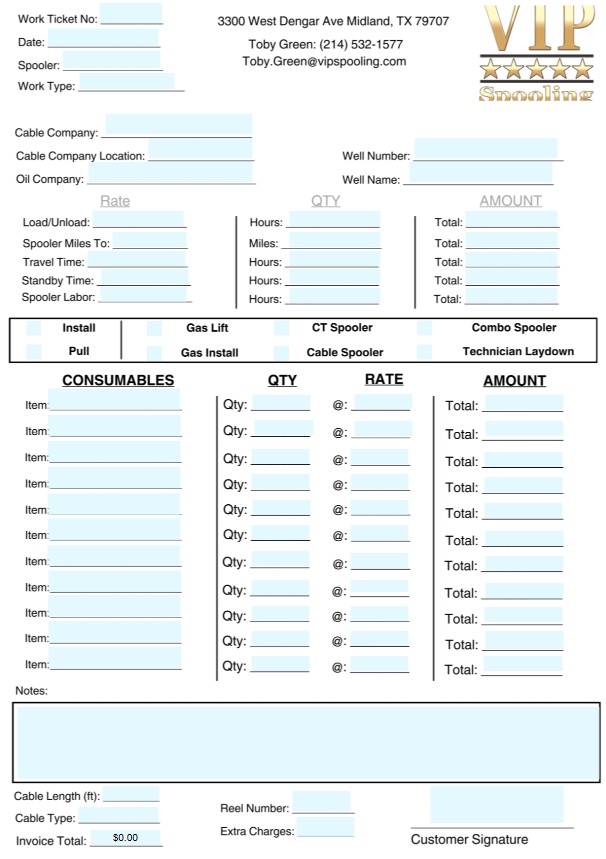 Work Ticket No:
3300 West Dengar Ave Midland, TX 79707
VIP
Date:
Toby Green: (214) 532-1577
Spooler:
Toby.Green@vipspooling.com
Work Type:
Spooling
Cable Company:
Cable Company Location: Well Number:
Oil Company: Well Name:
Rate QTY AMOUNT
Load/Unload: Hours: Total:
Spooler Miles To: Miles: Total:
Travel Time: Hours: Total:
Standby Time: Hours: Total:
Spooler Labor: Hours: Total:
Install Gas Lift CT Spooler Combo Spooler
Pull Gas Install Cable Spooler Technician Laydown
CONSUMABLES QTY RATE AMOUNT
Item: Qty: @: Total:
Item: Qty: @: Total:
Item: Qty: @: Total:
Item: Qty: @: Total:
Item: Qty: @: Total:
Item: Qty: @: Total:
Item: Qty: @: Total:
Item: Qty: @: Total:
Item: Qty: @: Total:
Item: Qty: @: Total:
Item: Qty: @: Total:
Notes:
Cable Length (ft):
Reel Number:
Cable Type:
Extra Charges:
Invoice Total: $0.00
Customer Signature